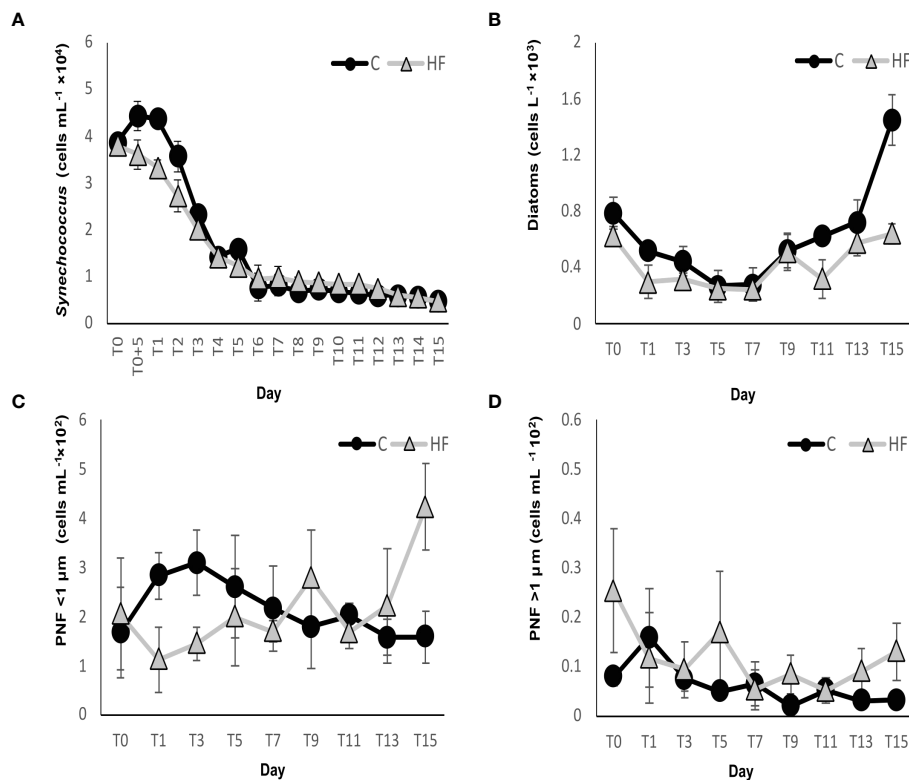 A
B
Synechococcus (cells mL⁻¹ ×10⁴)
6
5
4
3
2
1
0
C HF
T0 T0+5 T1 T2 T3 T4 T5 T6 T7 T8 T9 T10 T11 T12 T13 T14 T15
Day
Diatoms (cells L⁻¹ ×10³)
2
1.6
1.2
0.8
0.4
0
C HF
T0 T1 T3 T5 T7 T9 T11 T13 T15
Day
C
D
PNF <1 µm (cells mL⁻¹×10²)
6
5
4
3
2
1
0
C HF
T0 T1 T3 T5 T7 T9 T11 T13 T15
Day
PNF >1 µm (cells mL ⁻¹ 10²)
0.6
0.5
0.4
0.3
0.2
0.1
0
C HF
T0 T1 T3 T5 T7 T9 T11 T13 T15
Day